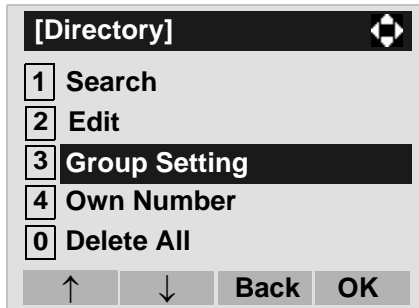 [Directory]
1 Search
2 Edit
3 Group Setting
4 Own Number
0 Delete All
↑ ↓ Back OK